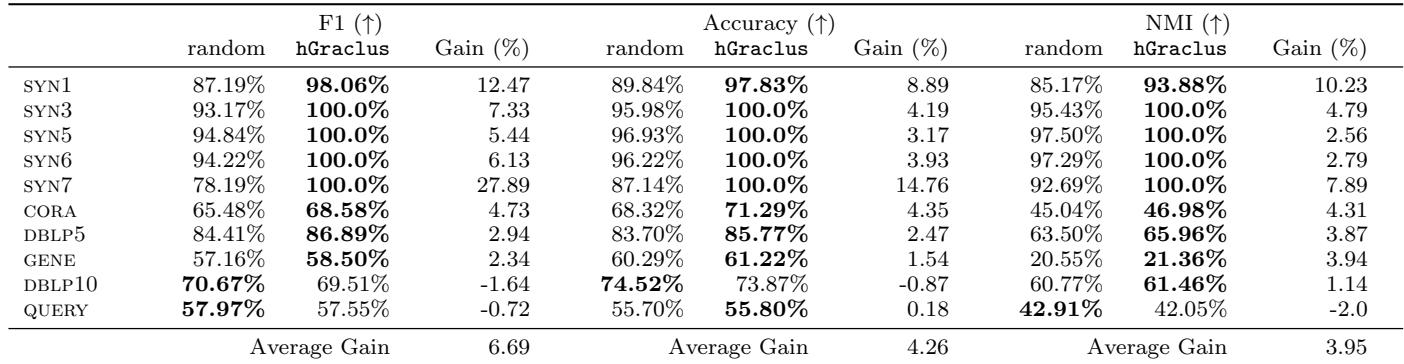 F1 (↑) Accuracy (↑) NMI (↑)
random hGraclus Gain (%) random hGraclus Gain (%) random hGraclus Gain (%)
SYN1 87.19% 98.06% 12.47 89.84% 97.83% 8.89 85.17% 93.88% 10.23
SYN3 93.17% 100.0% 7.33 95.98% 100.0% 4.19 95.43% 100.0% 4.79
SYN5 94.84% 100.0% 5.44 96.93% 100.0% 3.17 97.50% 100.0% 2.56
SYN6 94.22% 100.0% 6.13 96.22% 100.0% 3.93 97.29% 100.0% 2.79
SYN7 78.19% 100.0% 27.89 87.14% 100.0% 14.76 92.69% 100.0% 7.89
CORA 65.48% 68.58% 4.73 68.32% 71.29% 4.35 45.04% 46.98% 4.31
DBLP5 84.41% 86.89% 2.94 83.70% 85.77% 2.47 63.50% 65.96% 3.87
GENE 57.16% 58.50% 2.34 60.29% 61.22% 1.54 20.55% 21.36% 3.94
DBLP10 70.67% 69.51% -1.64 74.52% 73.87% -0.87 60.77% 61.46% 1.14
QUERY 57.97% 57.55% -0.72 55.70% 55.80% 0.18 42.91% 42.05% -2.0
Average Gain 6.69 Average Gain 4.26 Average Gain 3.95